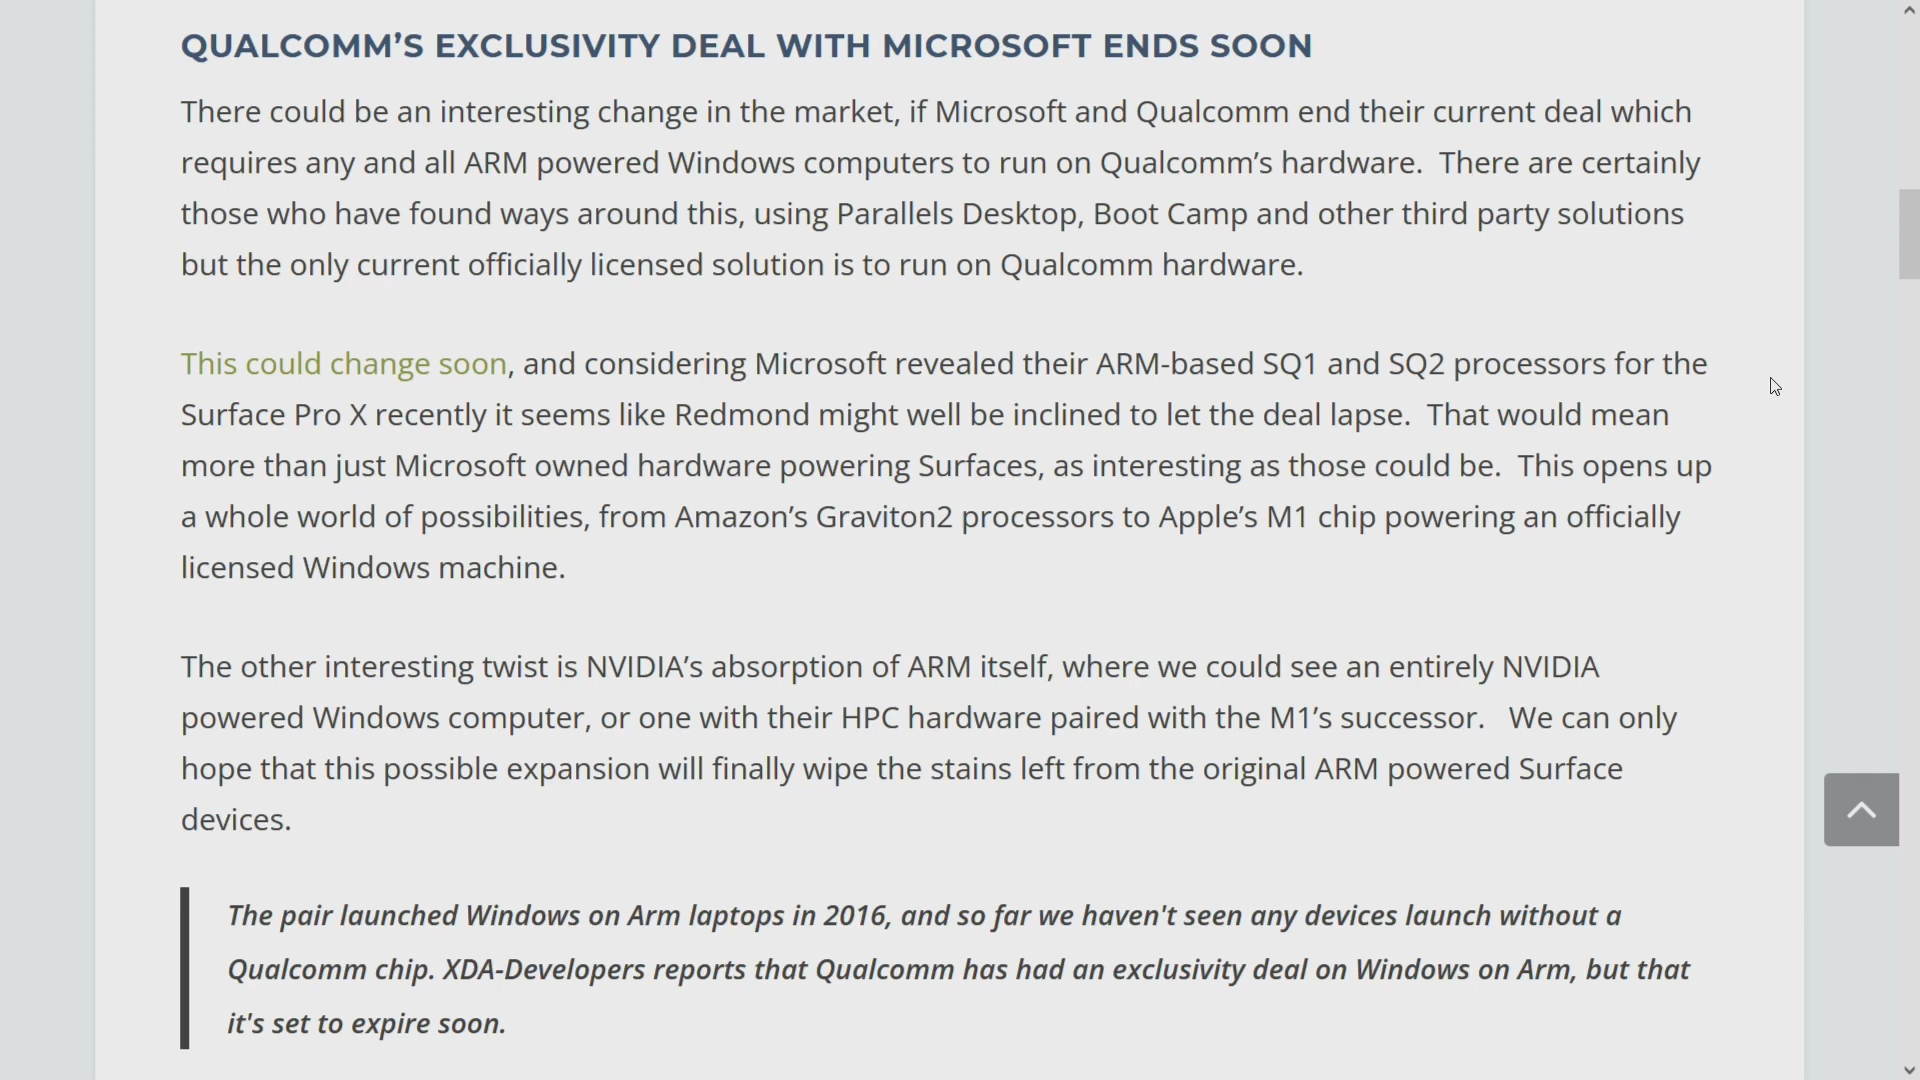 QUALCOMM’S EXCLUSIVITY DEAL WITH MICROSOFT ENDS SOON
There could be an interesting change in the market, if Microsoft and Qualcomm end their current deal which
requires any and all ARM powered Windows computers to run on Qualcomm’s hardware.  There are certainly
those who have found ways around this, using Parallels Desktop, Boot Camp and other third party solutions
but the only current officially licensed solution is to run on Qualcomm hardware.
This could change soon, and considering Microsoft revealed their ARM-based SQ1 and SQ2 processors for the
Surface Pro X recently it seems like Redmond might well be inclined to let the deal lapse.  That would mean
more than just Microsoft owned hardware powering Surfaces, as interesting as those could be.  This opens up
a whole world of possibilities, from Amazon’s Graviton2 processors to Apple’s M1 chip powering an officially
licensed Windows machine.
The other interesting twist is NVIDIA’s absorption of ARM itself, where we could see an entirely NVIDIA
powered Windows computer, or one with their HPC hardware paired with the M1’s successor.   We can only
hope that this possible expansion will finally wipe the stains left from the original ARM powered Surface
devices.
The pair launched Windows on Arm laptops in 2016, and so far we haven't seen any devices launch without a
Qualcomm chip. XDA-Developers reports that Qualcomm has had an exclusivity deal on Windows on Arm, but that
it's set to expire soon.